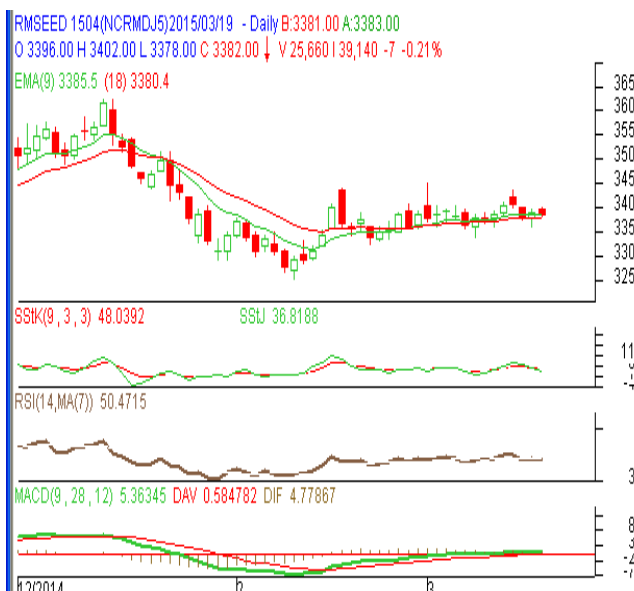 RMSEED 1504(NCRMDJ5)2015/03/19 - Daily B:3381.00 A:3383.00
O 3396.00 H 3402.00 L 3378.00 C 3382.00 V 25,660 I 39,140 -7 -0.21%
EMA(9) 3385.5 (18) 3380.4
365
360
355
350
345
340
335
330
325
SStK(9, 3, 3) 48.0392 SStJ 36.8188
11
RSI(14,MA(7)) 50.4715
3
MACD(9, 28, 12) 5.36345 DAV 0.584782 DIF 4.77867
8
3
-4
12/2014 2 3